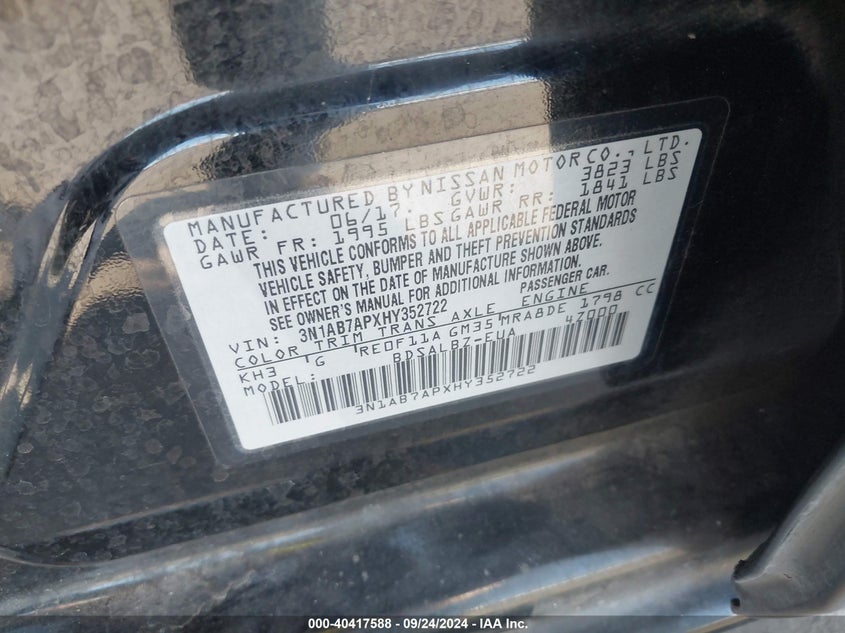 MANUFACTURED BY NISSAN MOTOR CO., LTD.
DATE: 06/17 GVWR: 3823 LBS
GAWR FR: 1995 LBS GAWR RR: 1841 LBS
THIS VEHICLE CONFORMS TO ALL APPLICABLE FEDERAL MOTOR
VEHICLE SAFETY, BUMPER AND THEFT PREVENTION STANDARDS
IN EFFECT ON THE DATE OF MANUFACTURE SHOWN ABOVE.
SEE OWNER'S MANUAL FOR ADDITIONAL INFORMATION.
VIN: 3N1AB7APXHY352722 PASSENGER CAR.
COLOR TRIM TRANS AXLE ENGINE
KH3 G RE0F11A GM35 MRA8DE 1798 CC
MODEL: BDSALBZ-EUA 47000
3N1AB7APXHY352722
000-40417588 - 09/24/2024 - IAAI.com